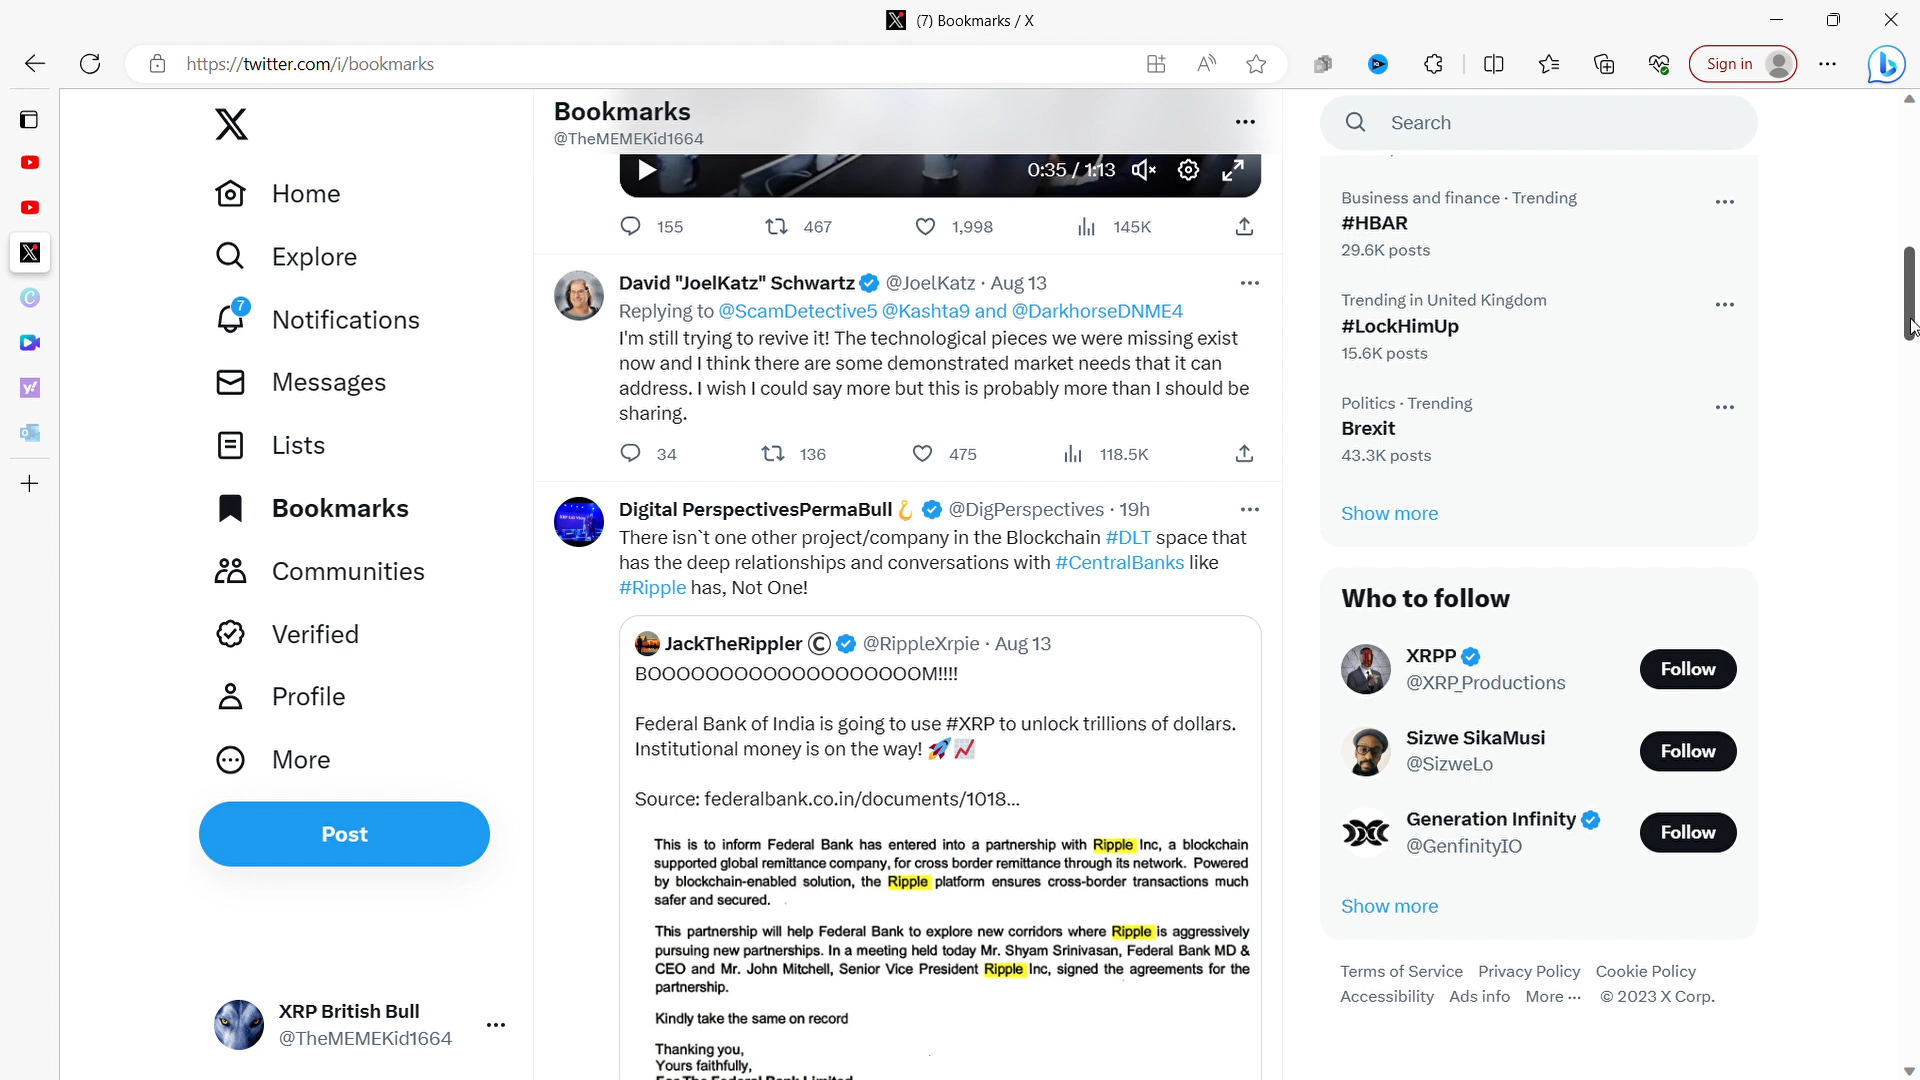 (7) Bookmarks / X
https://twitter.com/i/bookmarks
Sign in
Home
Explore
7
Notifications
Messages
Lists
Bookmarks
Communities
Verified
Profile
More
Post
XRP British Bull
@TheMEMEKid1664
Bookmarks
@TheMEMEKid1664
0:35 / 1:13
155 467 1,998 145K
David "JoelKatz" Schwartz @JoelKatz · Aug 13
Replying to @ScamDetective5 @Kashta9 and @DarkhorseDNME4
I'm still trying to revive it! The technological pieces we were missing exist
now and I think there are some demonstrated market needs that it can
address. I wish I could say more but this is probably more than I should be
sharing.
34 136 475 118.5K
Digital PerspectivesPermaBull🪝 @DigPerspectives · 19h
There isn`t one other project/company in the Blockchain #DLT space that
has the deep relationships and conversations with #CentralBanks like
#Ripple has, Not One!
JackTheRippler © @RippleXrpie · Aug 13
BOOOOOOOOOOOOOOOOOOOM!!!!
Federal Bank of India is going to use #XRP to unlock trillions of dollars.
Institutional money is on the way! 🚀📈
Source: federalbank.co.in/documents/1018...
This is to inform Federal Bank has entered into a partnership with Ripple Inc, a blockchain
supported global remittance company, for cross border remittance through its network. Powered
by blockchain-enabled solution, the Ripple platform ensures cross-border transactions much
safer and secured.
This partnership will help Federal Bank to explore new corridors where Ripple is aggressively
pursuing new partnerships. In a meeting held today Mr. Shyam Srinivasan, Federal Bank MD &
CEO and Mr. John Mitchell, Senior Vice President Ripple Inc, signed the agreements for the
partnership.
Kindly take the same on record
Thanking you,
Yours faithfully,
For The Federal Bank Limited
Search
Business and finance · Trending
#HBAR
29.6K posts
Trending in United Kingdom
#LockHimUp
15.6K posts
Politics · Trending
Brexit
43.3K posts
Show more
Who to follow
XRPP
@XRP_Productions
Follow
Sizwe SikaMusi
@SizweLo
Follow
Generation Infinity
@GenfinityIO
Follow
Show more
Terms of Service Privacy Policy Cookie Policy
Accessibility Ads info More ··· © 2023 X Corp.